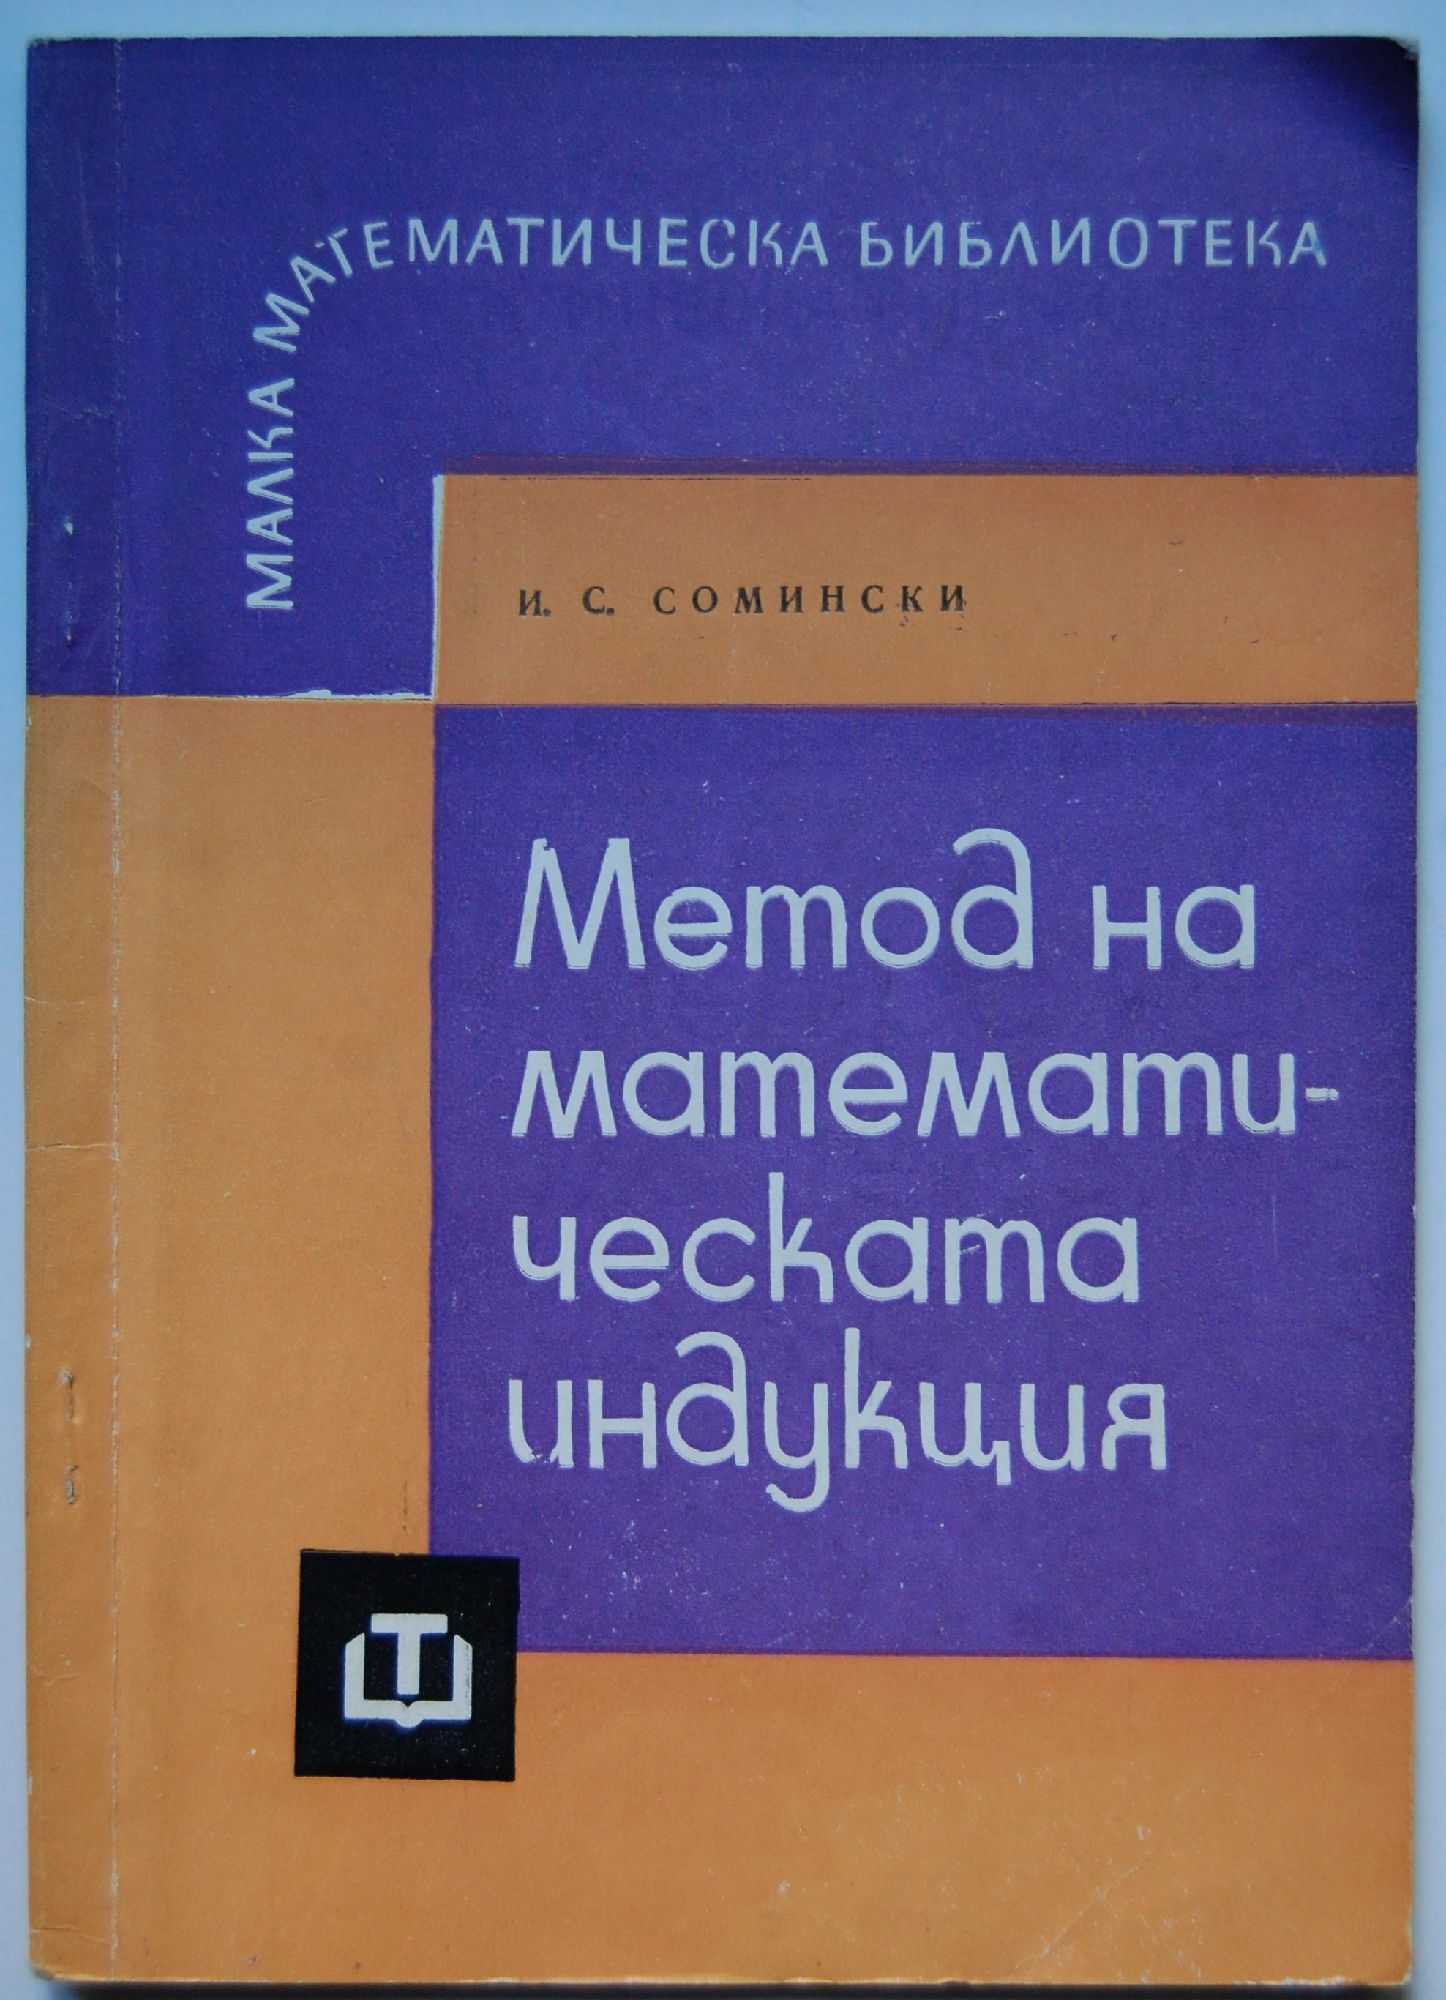 МАЛКА МАТЕМАТИЧЕСКА БИБЛИОТЕКА
И. С. СОМИНСКИ
Метод на
математи-
ческата
индукция
Т